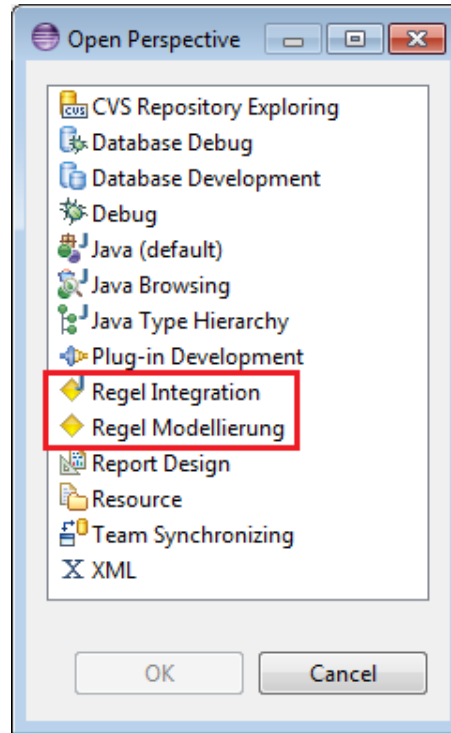 Open Perspective
CVS Repository Exploring
Database Debug
Database Development
Debug
Java (default)
Java Browsing
Java Type Hierarchy
Plug-in Development
Regel Integration
Regel Modellierung
Report Design
Resource
Team Synchronizing
X XML
OK Cancel